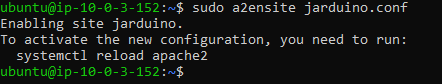 ubuntu@ip-10-0-3-152:~$ sudo a2ensite jarduino.conf
Enabling site jarduino.
To activate the new configuration, you need to run:
  systemctl reload apache2
ubuntu@ip-10-0-3-152:~$